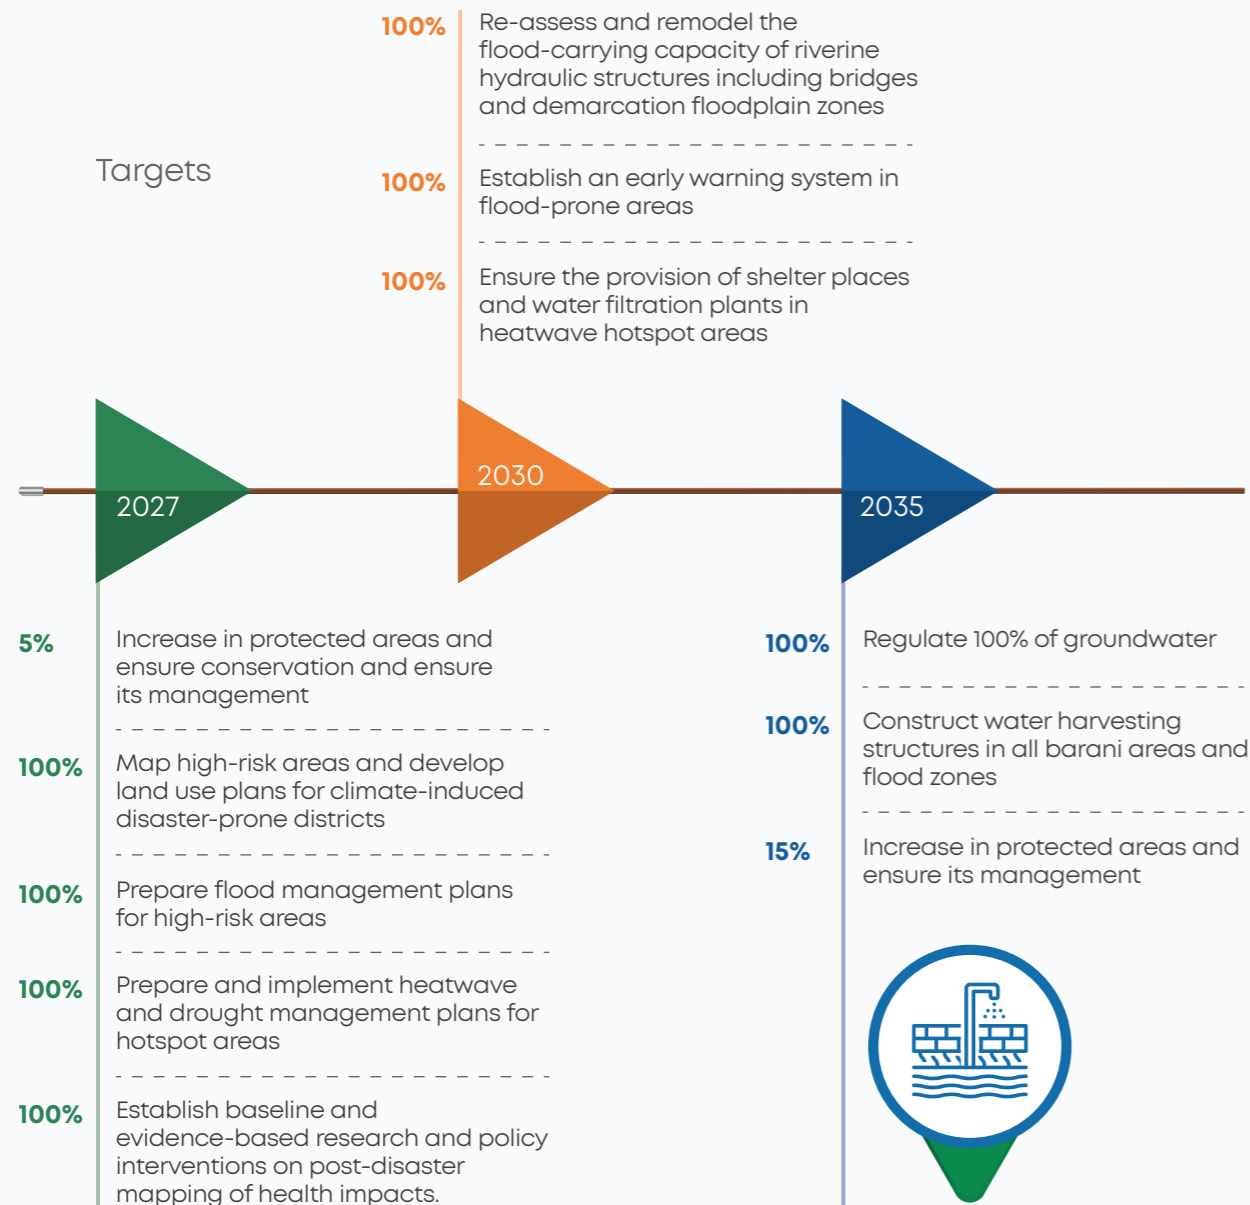 Targets
100%
Re-assess and remodel the
flood-carrying capacity of riverine
hydraulic structures including bridges
and demarcation floodplain zones
100%
Establish an early warning system in
flood-prone areas
100%
Ensure the provision of shelter places
and water filtration plants in
heatwave hotspot areas
2027
2030
2035
5%
Increase in protected areas and
ensure conservation and ensure
its management
100%
Map high-risk areas and develop
land use plans for climate-induced
disaster-prone districts
100%
Prepare flood management plans
for high-risk areas
100%
Prepare and implement heatwave
and drought management plans for
hotspot areas
100%
Establish baseline and
evidence-based research and policy
interventions on post-disaster
mapping of health impacts.
100%
Regulate 100% of groundwater
100%
Construct water harvesting
structures in all barani areas and
flood zones
15%
Increase in protected areas and
ensure its management